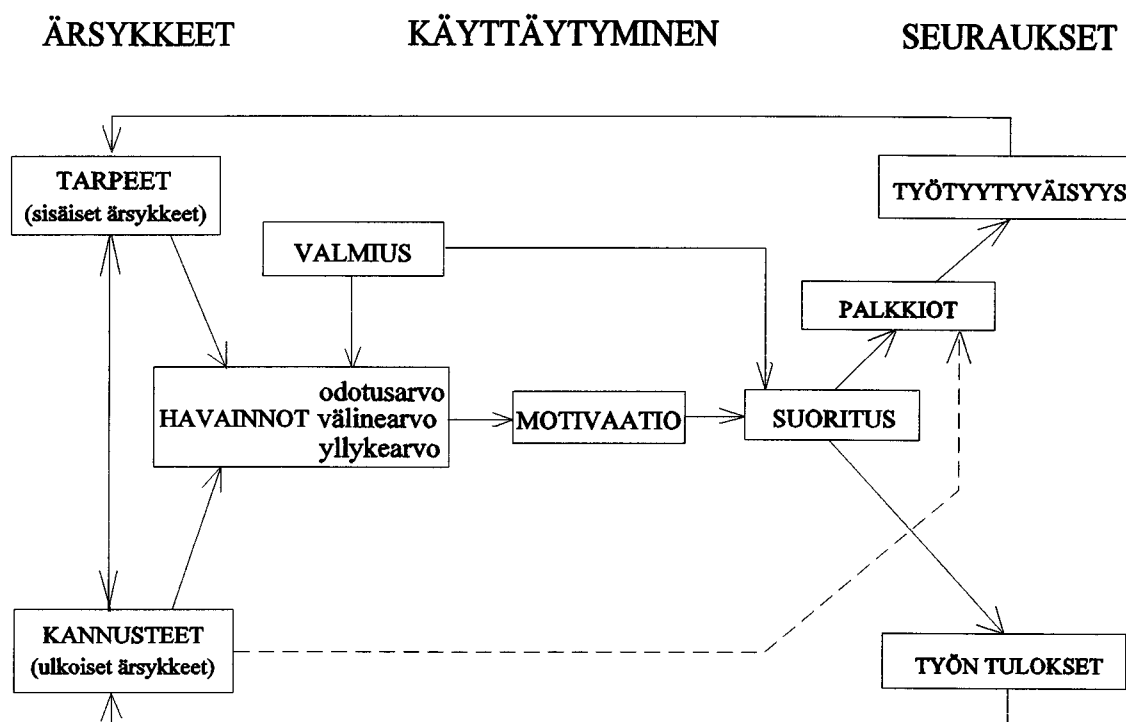 ÄRSYKKEET
KÄYTTÄYTYMINEN
SEURAUKSET
TARPEET
(sisäiset ärsykkeet)
TYÖTYYTYVÄISYYS
VALMIUS
PALKKIOT
HAVAINNOT
odotusarvo
välinearvo
yllykearvo
MOTIVAATIO
SUORITUS
KANNUSTEET
(ulkoiset ärsykkeet)
TYÖN TULOKSET